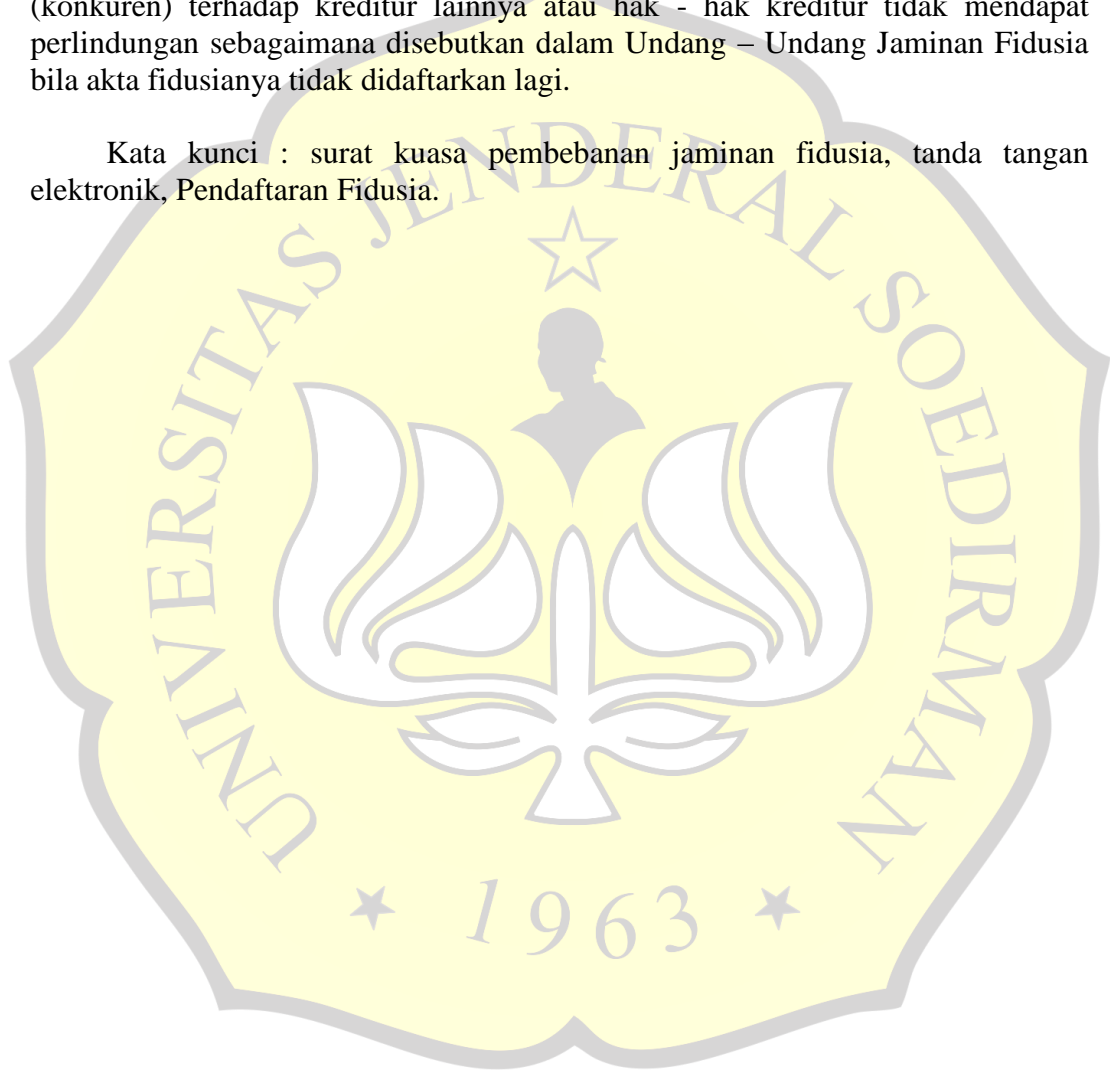 (konkuren) terhadap kreditur lainnya atau hak - hak kreditur tidak mendapat
perlindungan sebagaimana disebutkan dalam Undang – Undang Jaminan Fidusia
bila akta fidusianya tidak didaftarkan lagi.
Kata kunci : surat kuasa pembebanan jaminan fidusia, tanda tangan
elektronik, Pendaftaran Fidusia.
UNIVERSITAS JENDERAL SOEDIRMAN
1963